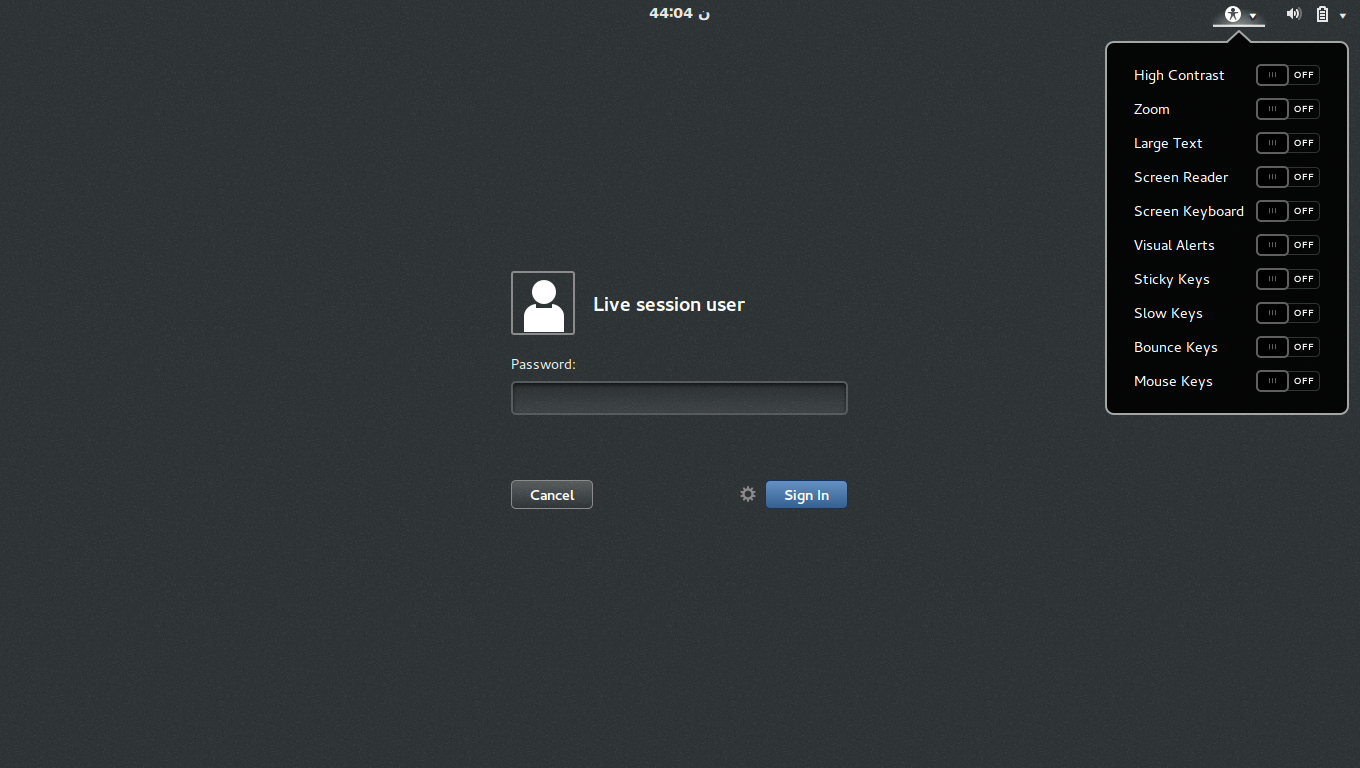 44:04 ن
High Contrast OFF
Zoom OFF
Large Text OFF
Screen Reader OFF
Screen Keyboard OFF
Visual Alerts OFF
Sticky Keys OFF
Slow Keys OFF
Bounce Keys OFF
Mouse Keys OFF
Live session user
Password:
Cancel
Sign In